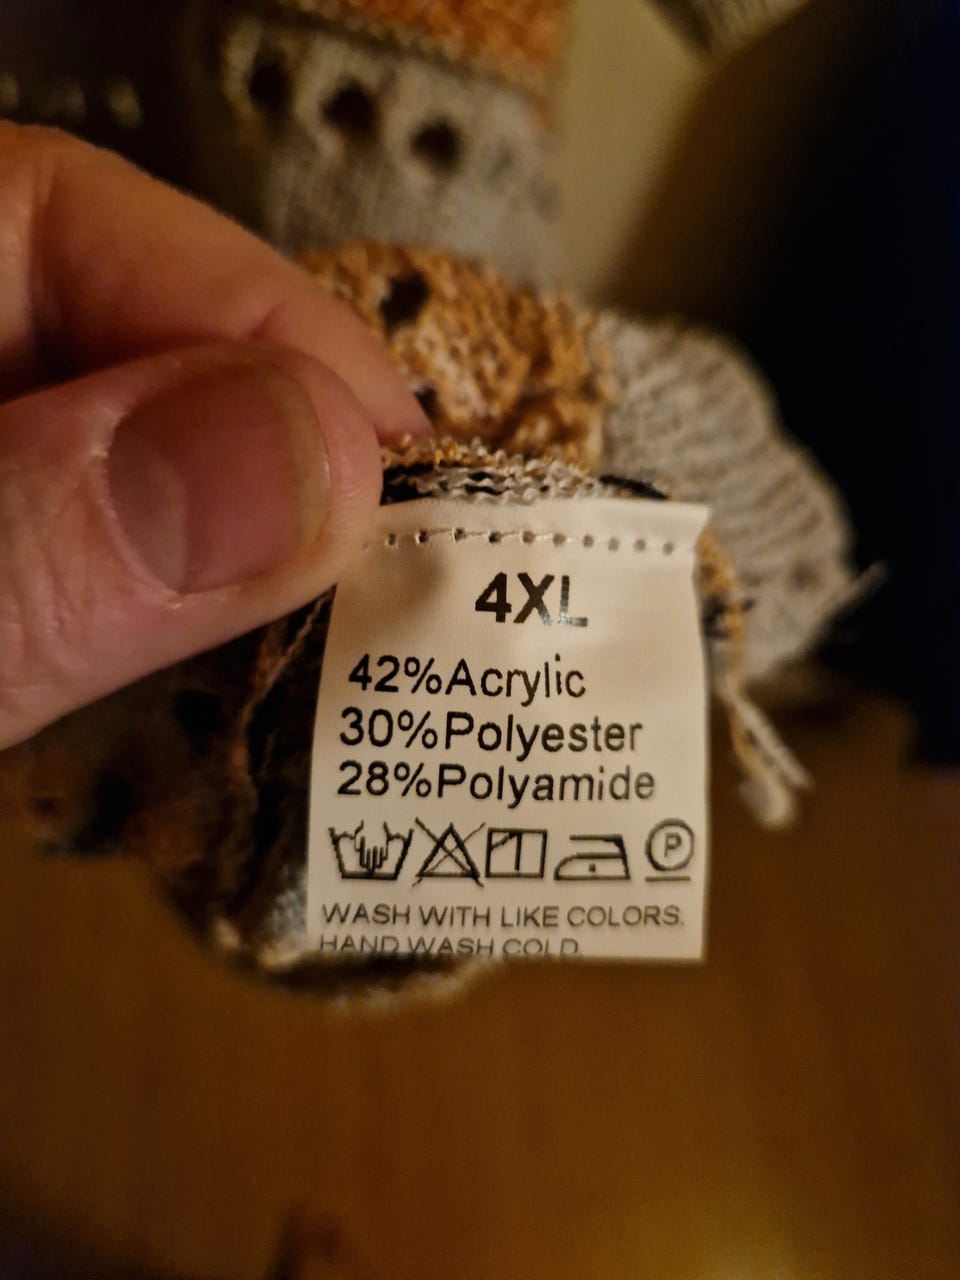 4XL
42%Acrylic
30%Polyester
28%Polyamide
P
WASH WITH LIKE COLORS.
HAND WASH COLD.